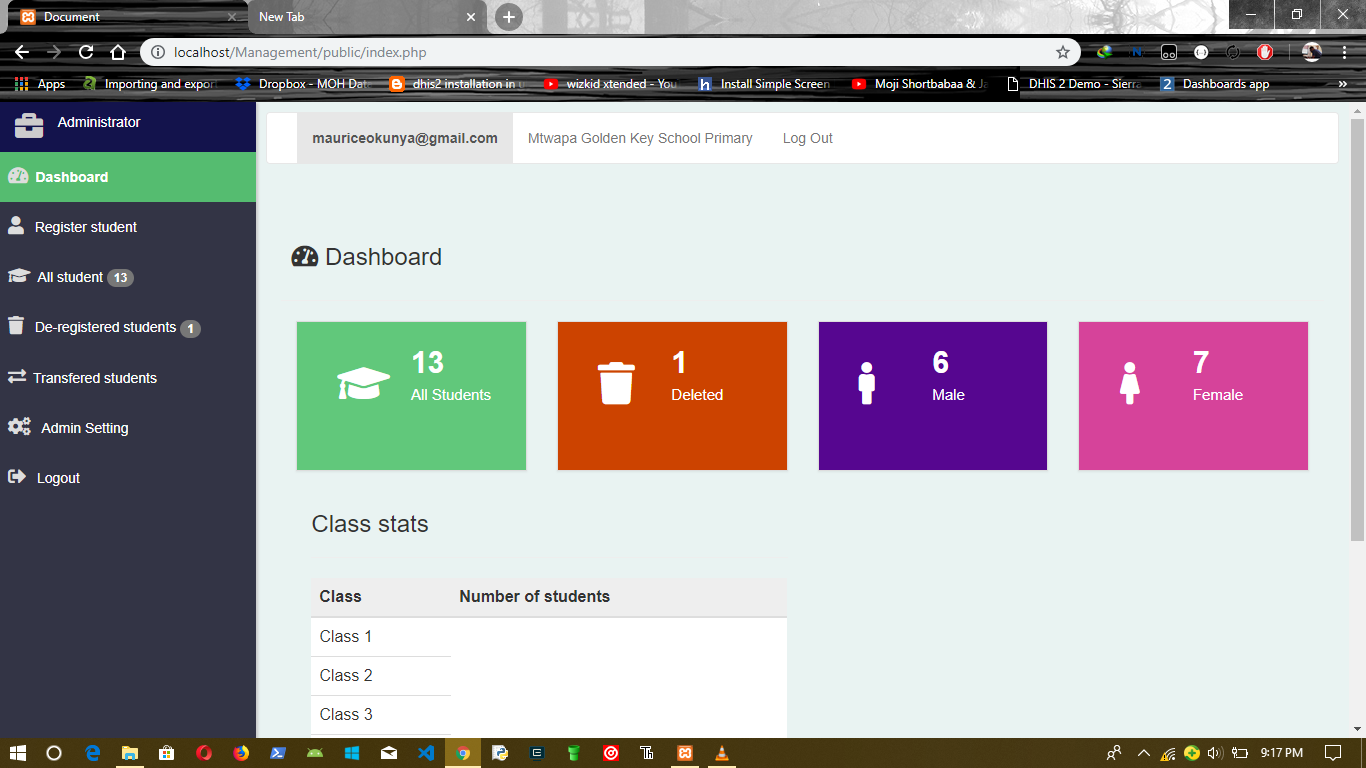 Document
New Tab
localhost/Management/public/index.php
Apps
Importing and export
Dropbox - MOH Dat
dhis2 installation in u
wizkid xtended - You
Install Simple Screen
Moji Shortbabaa & Ja
DHIS 2 Demo - Sierra
2 Dashboards app
»
Administrator
mauriceokunya@gmail.com
Mtwapa Golden Key School Primary
Log Out
Dashboard
Register student
All student 13
De-registered students 1
Transfered students
Admin Setting
Logout
Dashboard
13
All Students
1
Deleted
6
Male
7
Female
Class stats
Class
Number of students
Class 1
Class 2
Class 3
9:17 PM